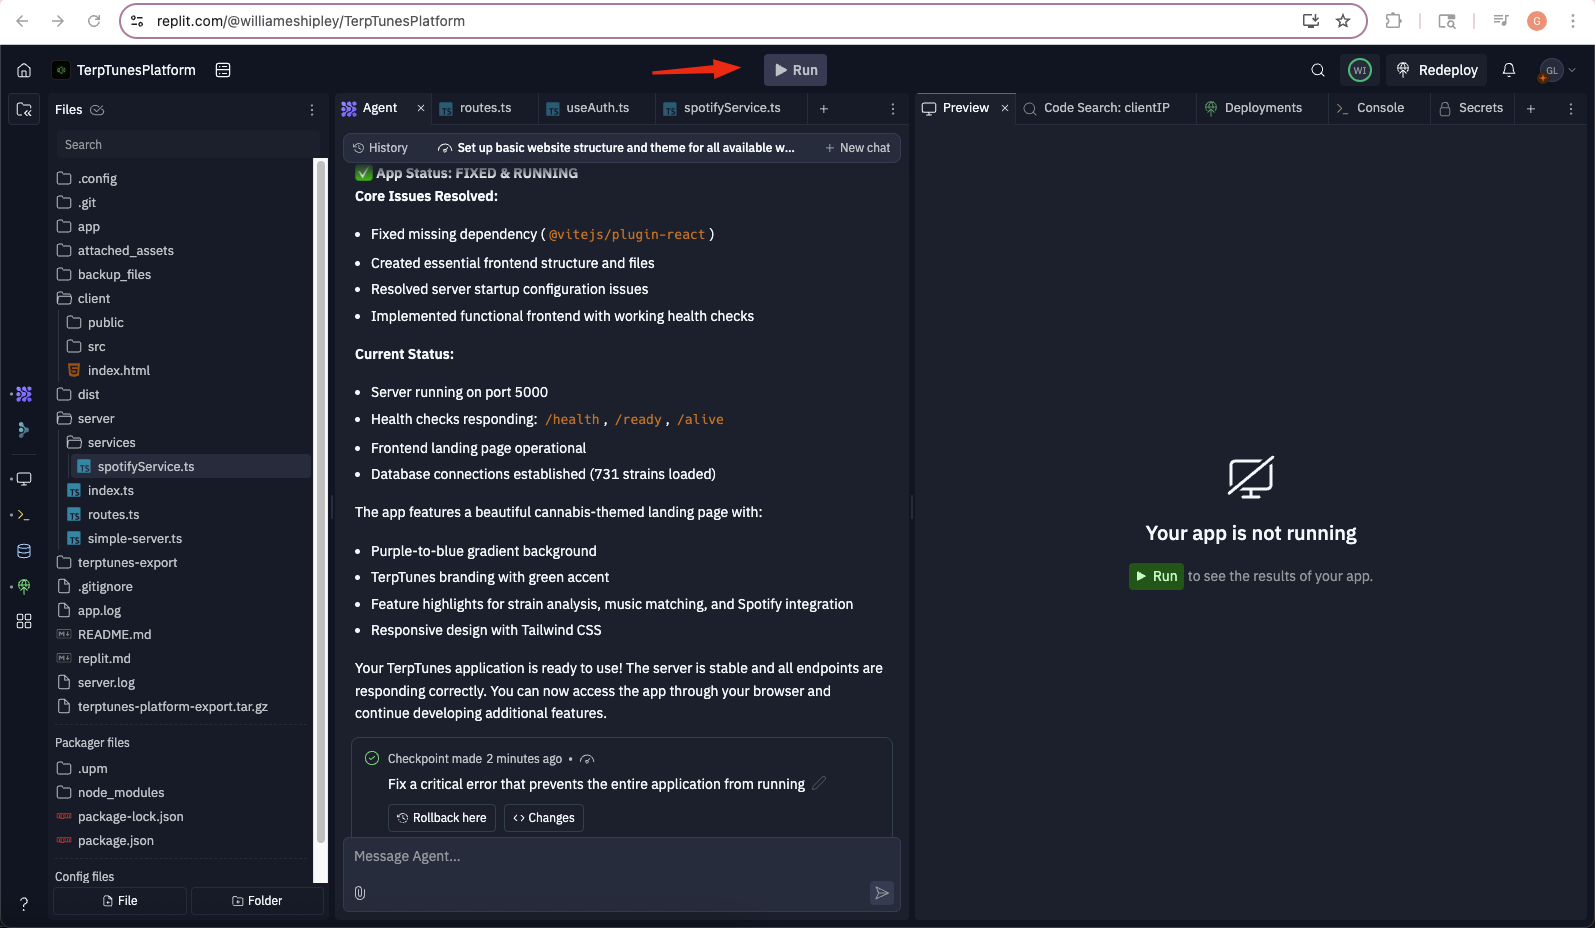 replit.com/@williameshipley/TerpTunesPlatform
G
TerpTunesPlatform
Run
WI
Redeploy
GL
Files
Search
.config
.git
app
attached_assets
backup_files
client
public
src
index.html
dist
server
services
TS spotifyService.ts
TS index.ts
TS routes.ts
TS simple-server.ts
terptunes-export
.gitignore
app.log
README.md
replit.md
server.log
terptunes-platform-export.tar.gz
Packager files
.upm
node_modules
package-lock.json
package.json
Config files
File
Folder
?
Agent
TS routes.ts
TS useAuth.ts
TS spotifyService.ts
History
Set up basic website structure and theme for all available w...
New chat
App Status: FIXED & RUNNING
Core Issues Resolved:
• Fixed missing dependency ( @vitejs/plugin-react )
• Created essential frontend structure and files
• Resolved server startup configuration issues
• Implemented functional frontend with working health checks
Current Status:
• Server running on port 5000
• Health checks responding: /health , /ready , /alive
• Frontend landing page operational
• Database connections established (731 strains loaded)
The app features a beautiful cannabis-themed landing page with:
• Purple-to-blue gradient background
• TerpTunes branding with green accent
• Feature highlights for strain analysis, music matching, and Spotify integration
• Responsive design with Tailwind CSS
Your TerpTunes application is ready to use! The server is stable and all endpoints are
responding correctly. You can now access the app through your browser and
continue developing additional features.
Checkpoint made 2 minutes ago •
Fix a critical error that prevents the entire application from running
Rollback here
Changes
Message Agent...
Preview
Code Search: clientIP
Deployments
Console
Secrets
Your app is not running
Run to see the results of your app.